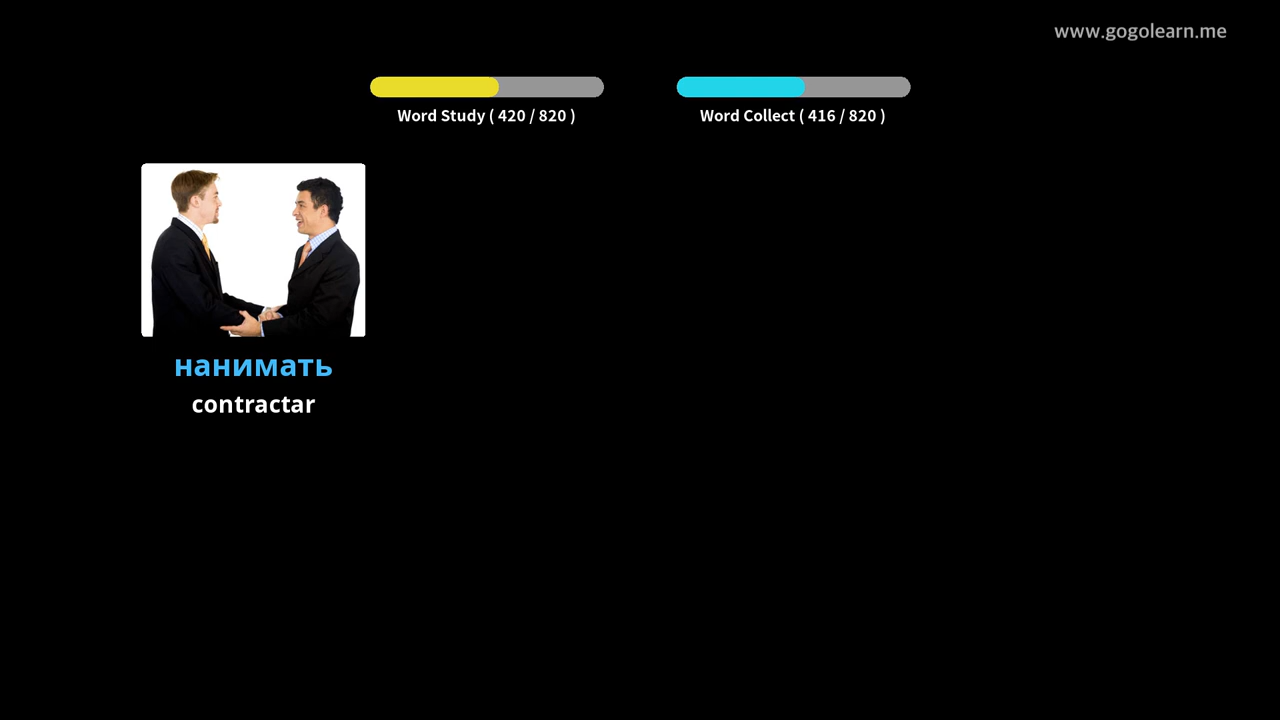 www.gogolearn.me
Word Study ( 420 / 820 )
Word Collect ( 416 / 820 )
нанимать
contractar